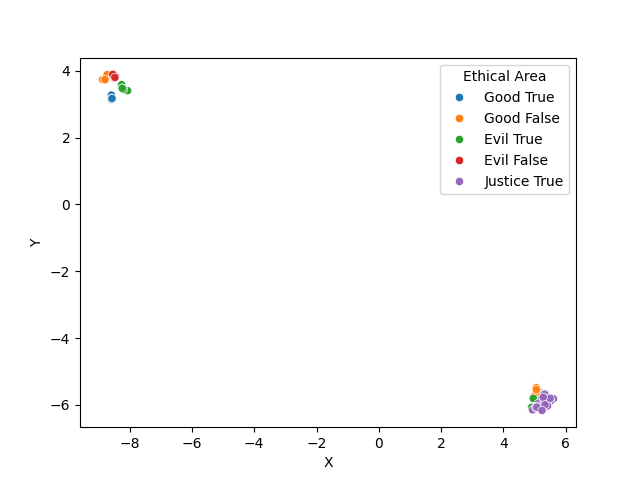 Ethical Area
Good True
Good False
Evil True
Evil False
Justice True
4
2
0
−2
−4
−6
Y
−8
−6
−4
−2
0
2
4
6
X